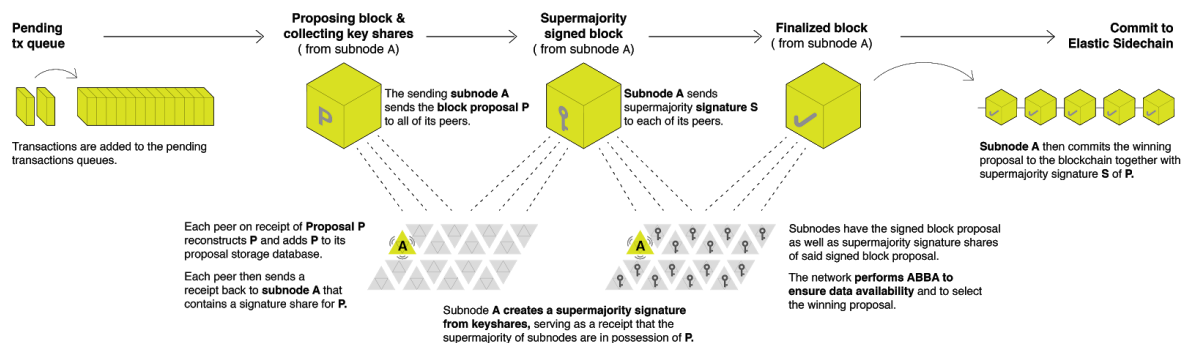 Pending
tx queue
Proposing block &
collecting key shares
( from subnode A)
Supermajority
signed block
( from subnode A)
Finalized block
( from subnode A)
Commit to
Elastic Sidechain
P
The sending subnode A
sends the block proposal P
to all of its peers.
Subnode A sends
supermajority signature S
to each of its peers.
Transactions are added to the pending
transactions queues.
Subnode A then commits the winning
proposal to the blockchain together with
supermajority signature S of P.
Each peer on receipt of Proposal P
reconstructs P and adds P to its
proposal storage database.
Each peer then sends a
receipt back to subnode A that
contains a signature share for P.
A
A
Subnodes have the signed block proposal
as well as supermajority signature shares
of said signed block proposal.
The network performs ABBA to
ensure data availability and to select
the winning proposal.
Subnode A creates a supermajority signature
from keyshares, serving as a receipt that the
supermajority of subnodes are in possession of P.